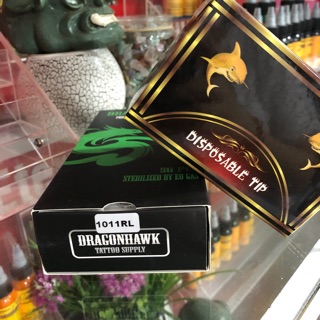 DISPOSABLE TIP
STERILIZED BY EO GAS
1011RL
DRAGONHAWK
TATTOO SUPPLY